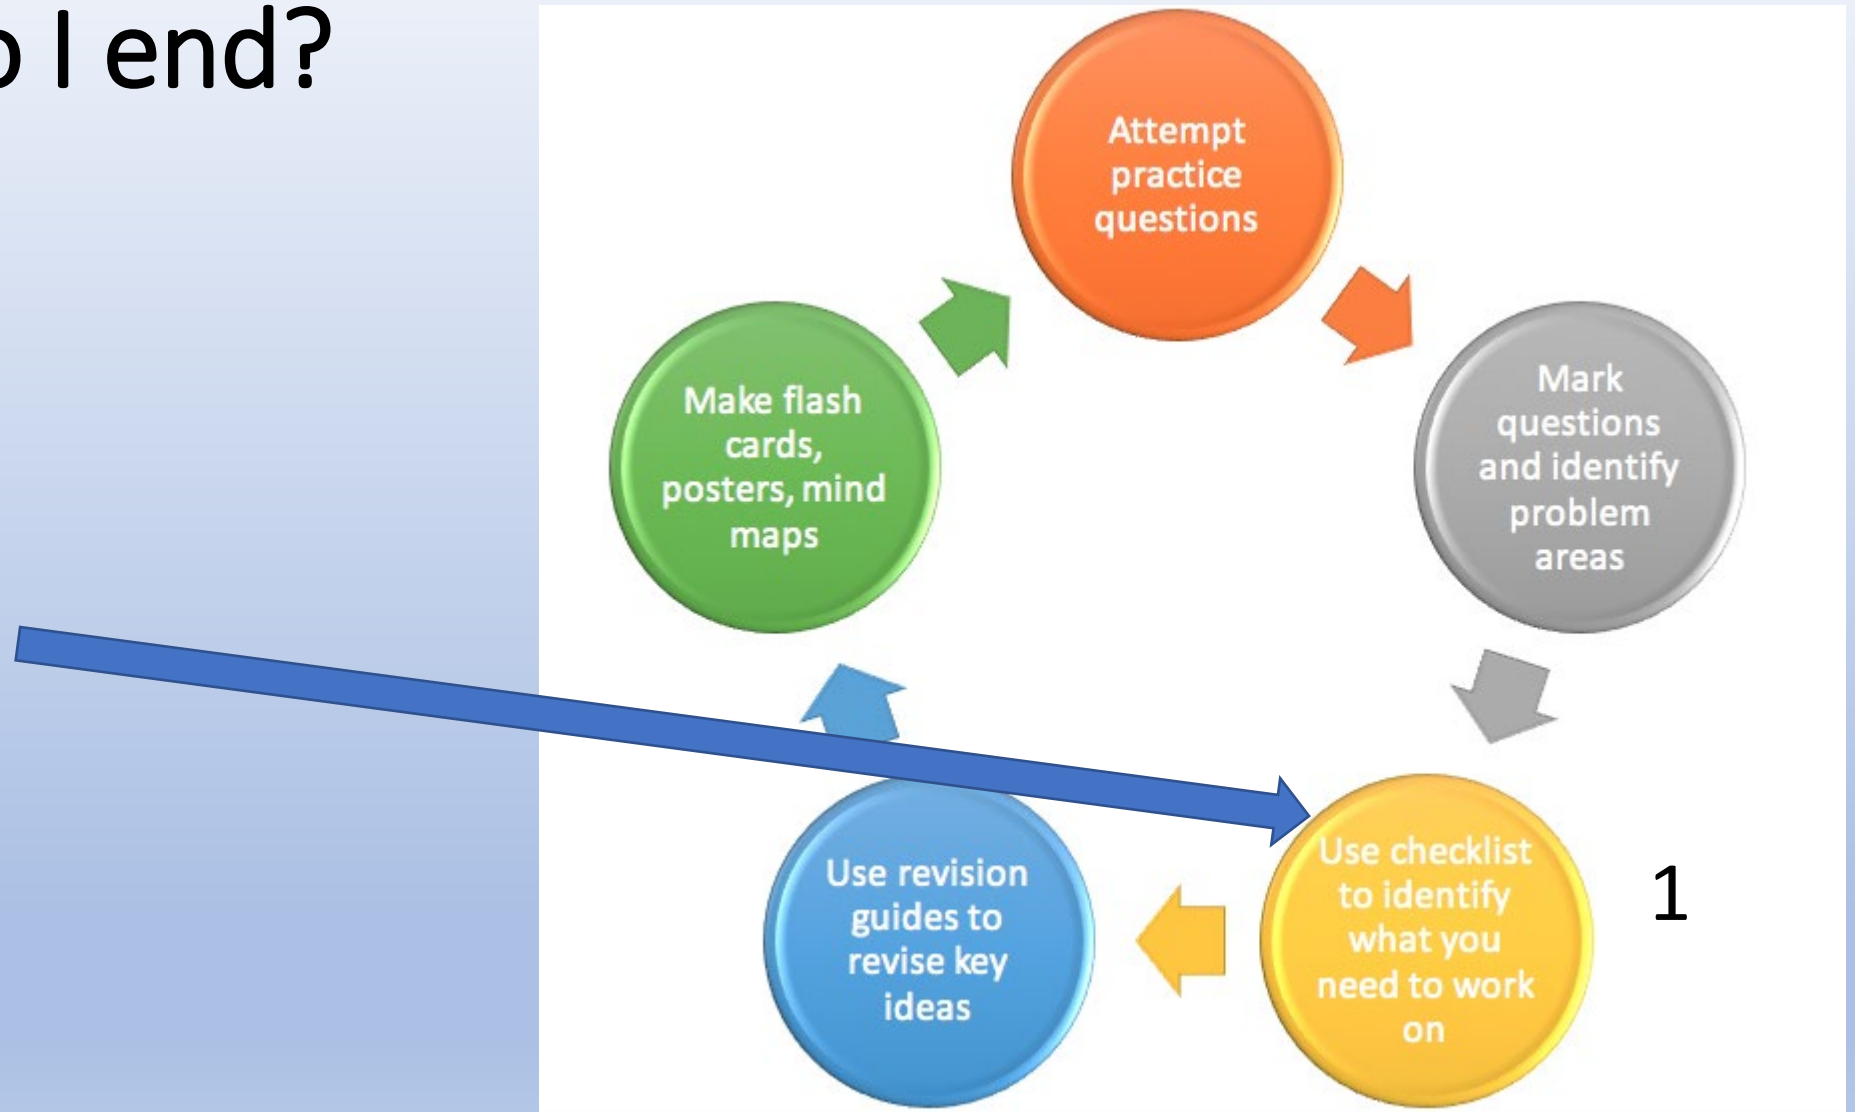 I end?
Attempt
practice
questions
Mark
questions
and identify
problem
areas
Use checklist
to identify
what you
need to work
on
1
Use revision
guides to
revise key
ideas
Make flash
cards,
posters, mind
maps